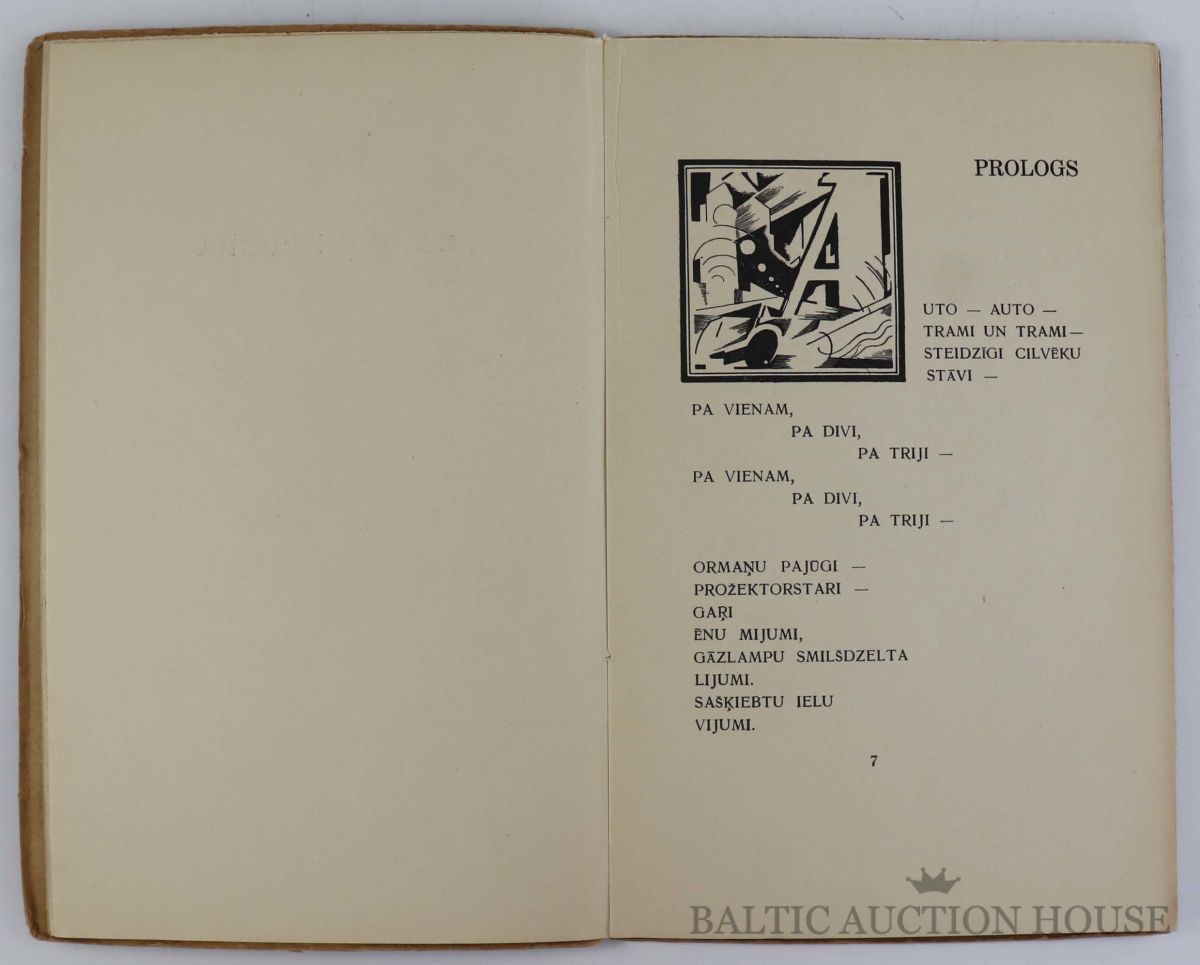 PROLOGS
A
UTO — AUTO —
TRAMI UN TRAMI —
STEIDZĪGI CILVĒKU
STĀVI —
PA VIENAM,
PA DIVI,
PA TRIJI —
PA VIENAM,
PA DIVI,
PA TRIJI —
ORMAŅU PAJŪGI —
PROŽEKTORSTARI —
GAŖI
ĒNU MIJUMI,
GĀZLAMPU SMILŠDZELTA
LIJUMI.
SAŠĶIEBTU IELU
VIJUMI.
7
BALTIC AUCTION HOUSE